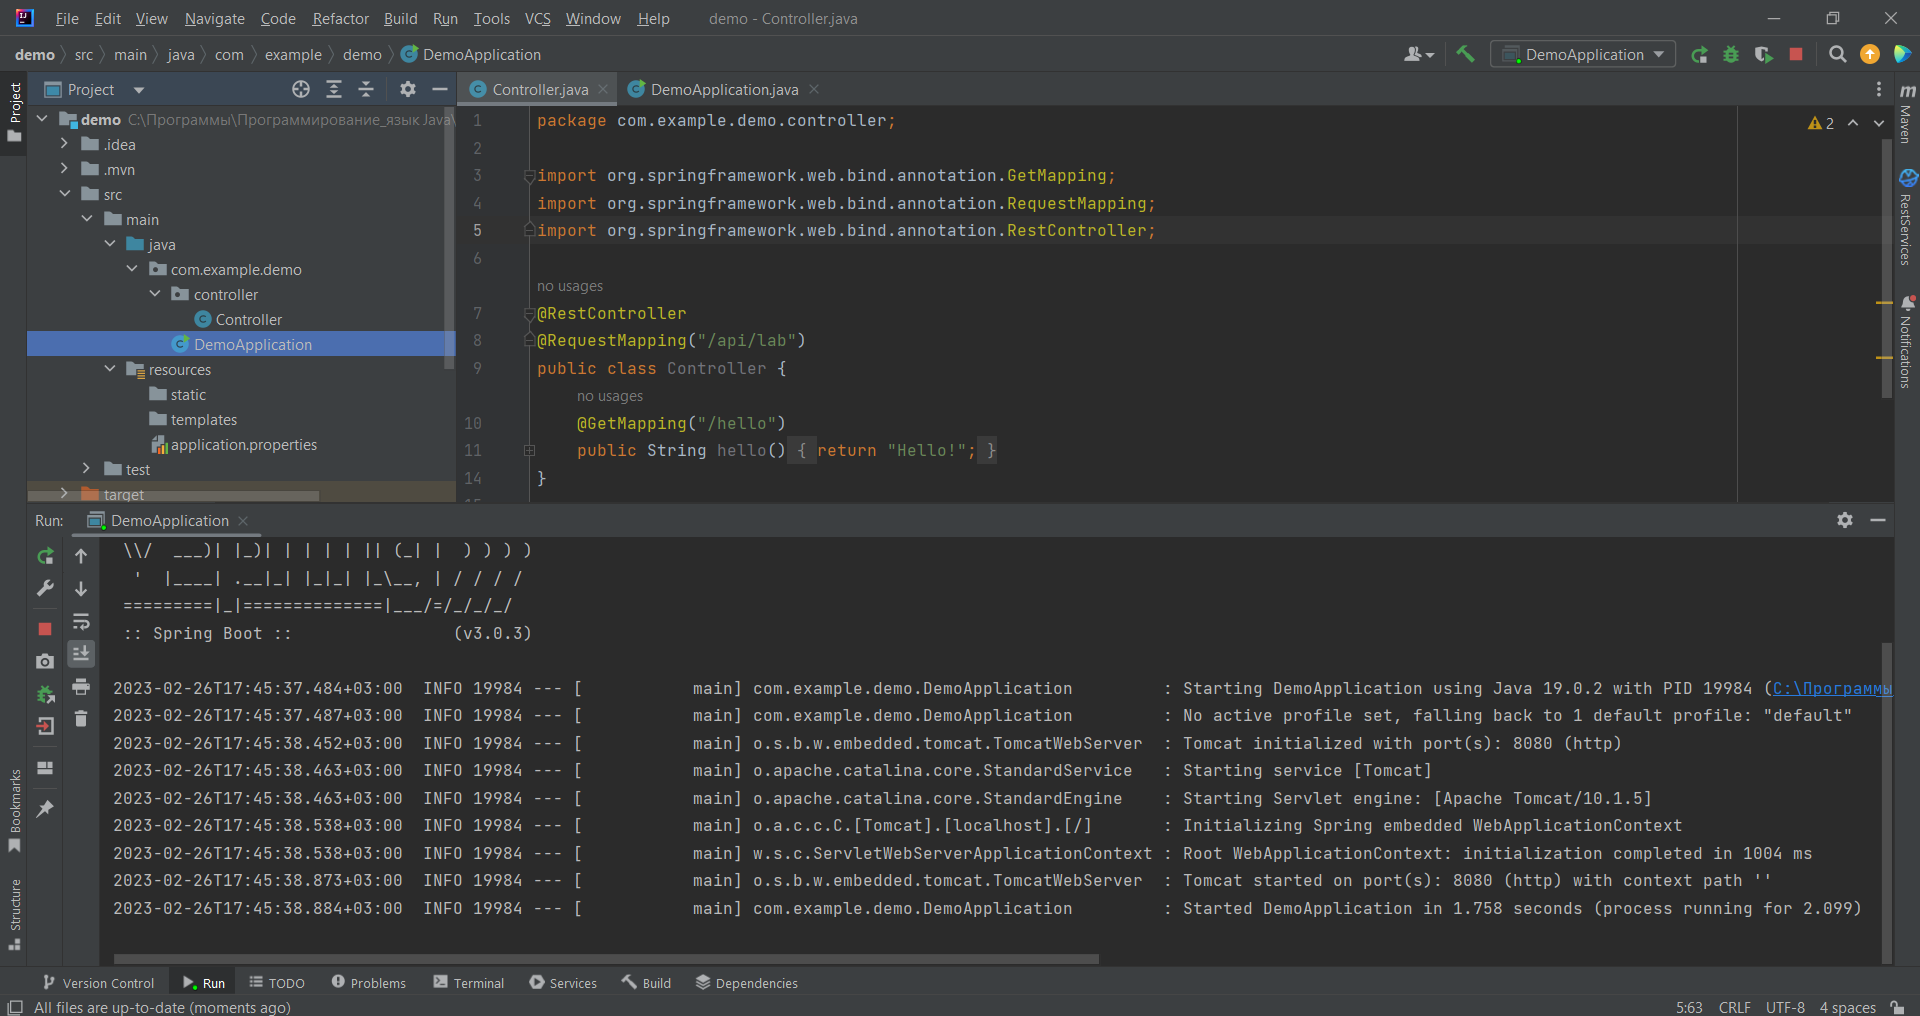 File Edit View Navigate Code Refactor Build Run Tools VCS Window Help demo - Controller.java
demo src main java com example demo DemoApplication
DemoApplication
Project
Project
Controller.java
DemoApplication.java
demo C:\Программы\Программирование_язык Java\
.idea
.mvn
src
main
java
com.example.demo
controller
Controller
DemoApplication
resources
static
templates
application.properties
test
target
1 package com.example.demo.controller;
2
3 import org.springframework.web.bind.annotation.GetMapping;
4 import org.springframework.web.bind.annotation.RequestMapping;
5 import org.springframework.web.bind.annotation.RestController;
6
no usages
7 @RestController
8 @RequestMapping("/api/lab")
9 public class Controller {
no usages
10 @GetMapping("/hello")
11 public String hello() { return "Hello!"; }
14 }
2
Maven
RestServices
Notifications
Run: DemoApplication
\\/  ___)| |_)| | | | | || (_| |  ) ) ) )
'  |____| .__|_| |_|_| |_\__, | / / / /
=========|_|==============|___/=/_/_/_/
:: Spring Boot ::                (v3.0.3)
2023-02-26T17:45:37.484+03:00  INFO 19984 --- [           main] com.example.demo.DemoApplication         : Starting DemoApplication using Java 19.0.2 with PID 19984 (C:\Программы
2023-02-26T17:45:37.487+03:00  INFO 19984 --- [           main] com.example.demo.DemoApplication         : No active profile set, falling back to 1 default profile: "default"
2023-02-26T17:45:38.452+03:00  INFO 19984 --- [           main] o.s.b.w.embedded.tomcat.TomcatWebServer  : Tomcat initialized with port(s): 8080 (http)
2023-02-26T17:45:38.463+03:00  INFO 19984 --- [           main] o.apache.catalina.core.StandardService   : Starting service [Tomcat]
2023-02-26T17:45:38.463+03:00  INFO 19984 --- [           main] o.apache.catalina.core.StandardEngine    : Starting Servlet engine: [Apache Tomcat/10.1.5]
2023-02-26T17:45:38.538+03:00  INFO 19984 --- [           main] o.a.c.c.C.[Tomcat].[localhost].[/]       : Initializing Spring embedded WebApplicationContext
2023-02-26T17:45:38.538+03:00  INFO 19984 --- [           main] w.s.c.ServletWebServerApplicationContext : Root WebApplicationContext: initialization completed in 1004 ms
2023-02-26T17:45:38.873+03:00  INFO 19984 --- [           main] o.s.b.w.embedded.tomcat.TomcatWebServer  : Tomcat started on port(s): 8080 (http) with context path ''
2023-02-26T17:45:38.884+03:00  INFO 19984 --- [           main] com.example.demo.DemoApplication         : Started DemoApplication in 1.758 seconds (process running for 2.099)
Bookmarks
Structure
Version Control Run TODO Problems Terminal Services Build Dependencies
All files are up-to-date (moments ago)
5:63 CRLF UTF-8 4 spaces